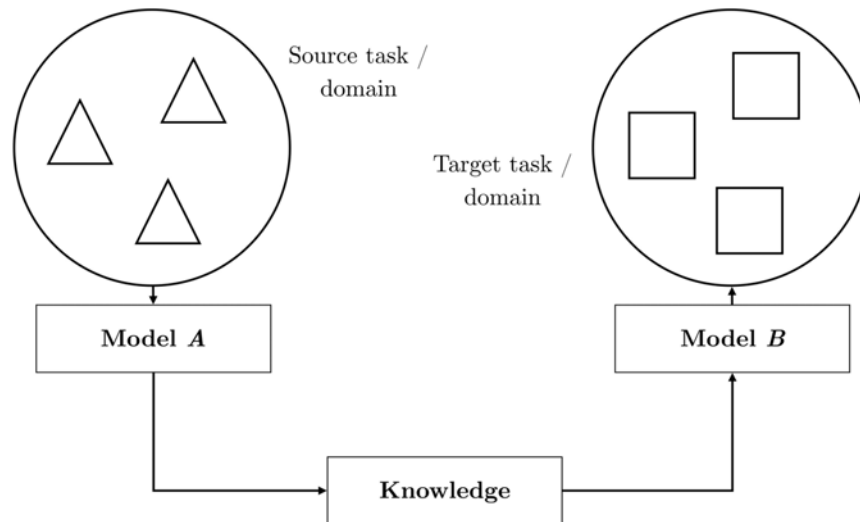 Source task /
domain
Target task /
domain
Model A
Model B
Knowledge